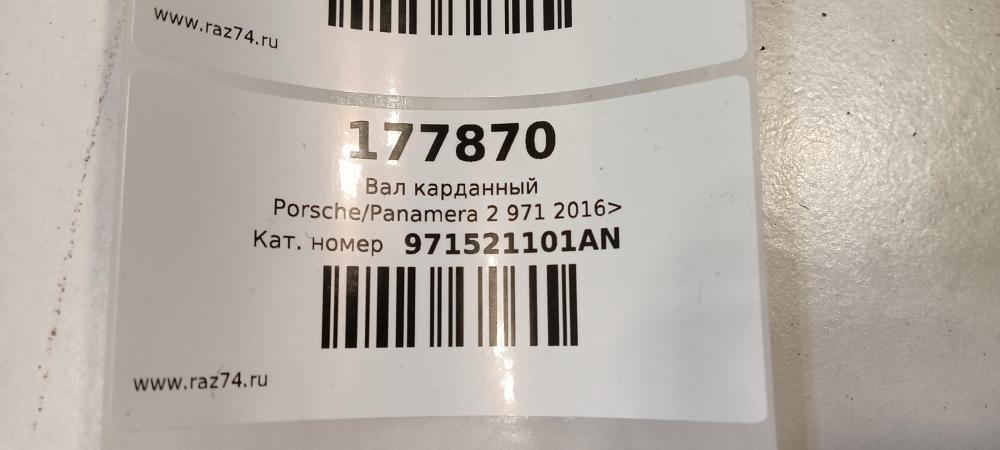 www.raz74.ru
177870
Вал карданный
Porsche/Panamera 2 971 2016>
Кат. номер 971521101AN
www.raz74.ru